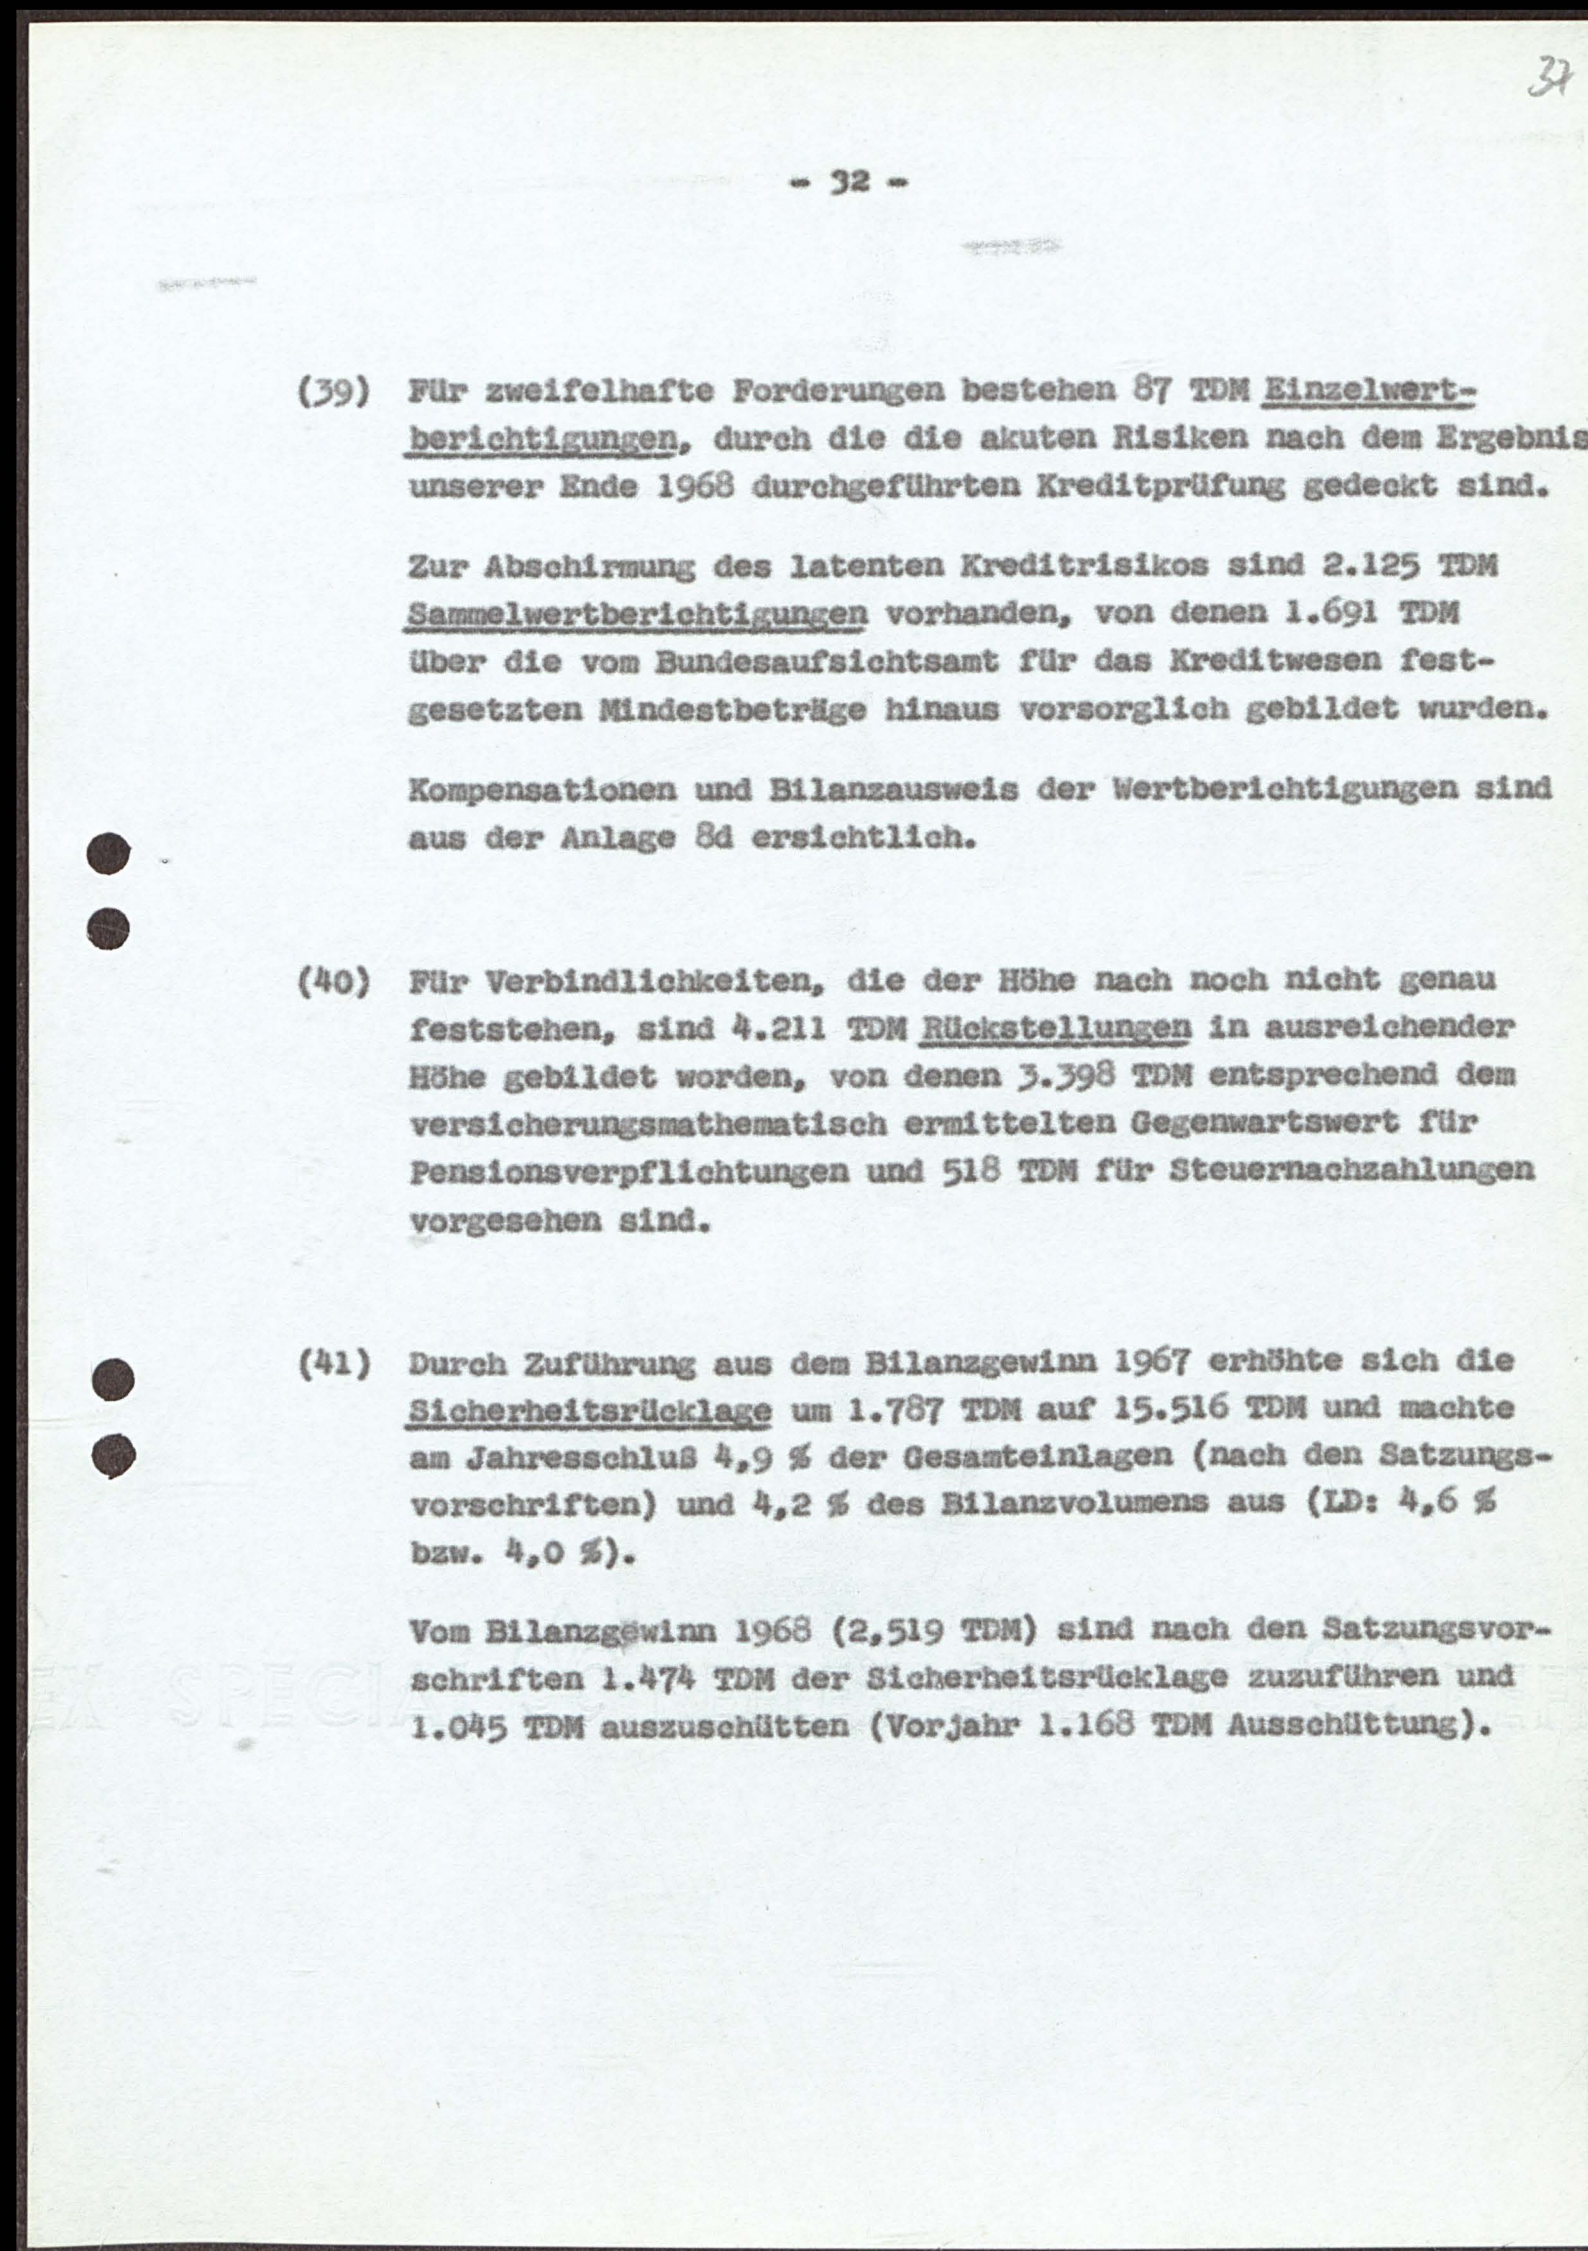 37
- 32 -
(39) Für zweifelhafte Forderungen bestehen 87 TDM Einzelwert-
berichtigungen, durch die die akuten Risiken nach dem Ergebnis
unserer Ende 1968 durchgeführten Kreditprüfung gedeckt sind.
Zur Abschirmung des latenten Kreditrisikos sind 2.125 TDM
Sammelwertberichtigungen vorhanden, von denen 1.691 TDM
über die vom Bundesaufsichtsamt für das Kreditwesen fest-
gesetzten Mindestbeträge hinaus vorsorglich gebildet wurden.
Kompensationen und Bilanzausweis der Wertberichtigungen sind
aus der Anlage 8d ersichtlich.
(40) Für Verbindlichkeiten, die der Höhe nach noch nicht genau
feststehen, sind 4.211 TDM Rückstellungen in ausreichender
Höhe gebildet worden, von denen 3.398 TDM entsprechend dem
versicherungsmathematisch ermittelten Gegenwartswert für
Pensionsverpflichtungen und 518 TDM für Steuernachzahlungen
vorgesehen sind.
(41) Durch Zuführung aus dem Bilanzgewinn 1967 erhöhte sich die
Sicherheitsrücklage um 1.787 TDM auf 15.516 TDM und machte
am Jahresschluß 4,9 % der Gesamteinlagen (nach den Satzungs-
vorschriften) und 4,2 % des Bilanzvolumens aus (LD: 4,6 %
bzw. 4,0 %).
Vom Bilanzgewinn 1968 (2,519 TDM) sind nach den Satzungsvor-
schriften 1.474 TDM der Sicherheitsrücklage zuzuführen und
1.045 TDM auszuschütten (Vorjahr 1.168 TDM Ausschüttung).